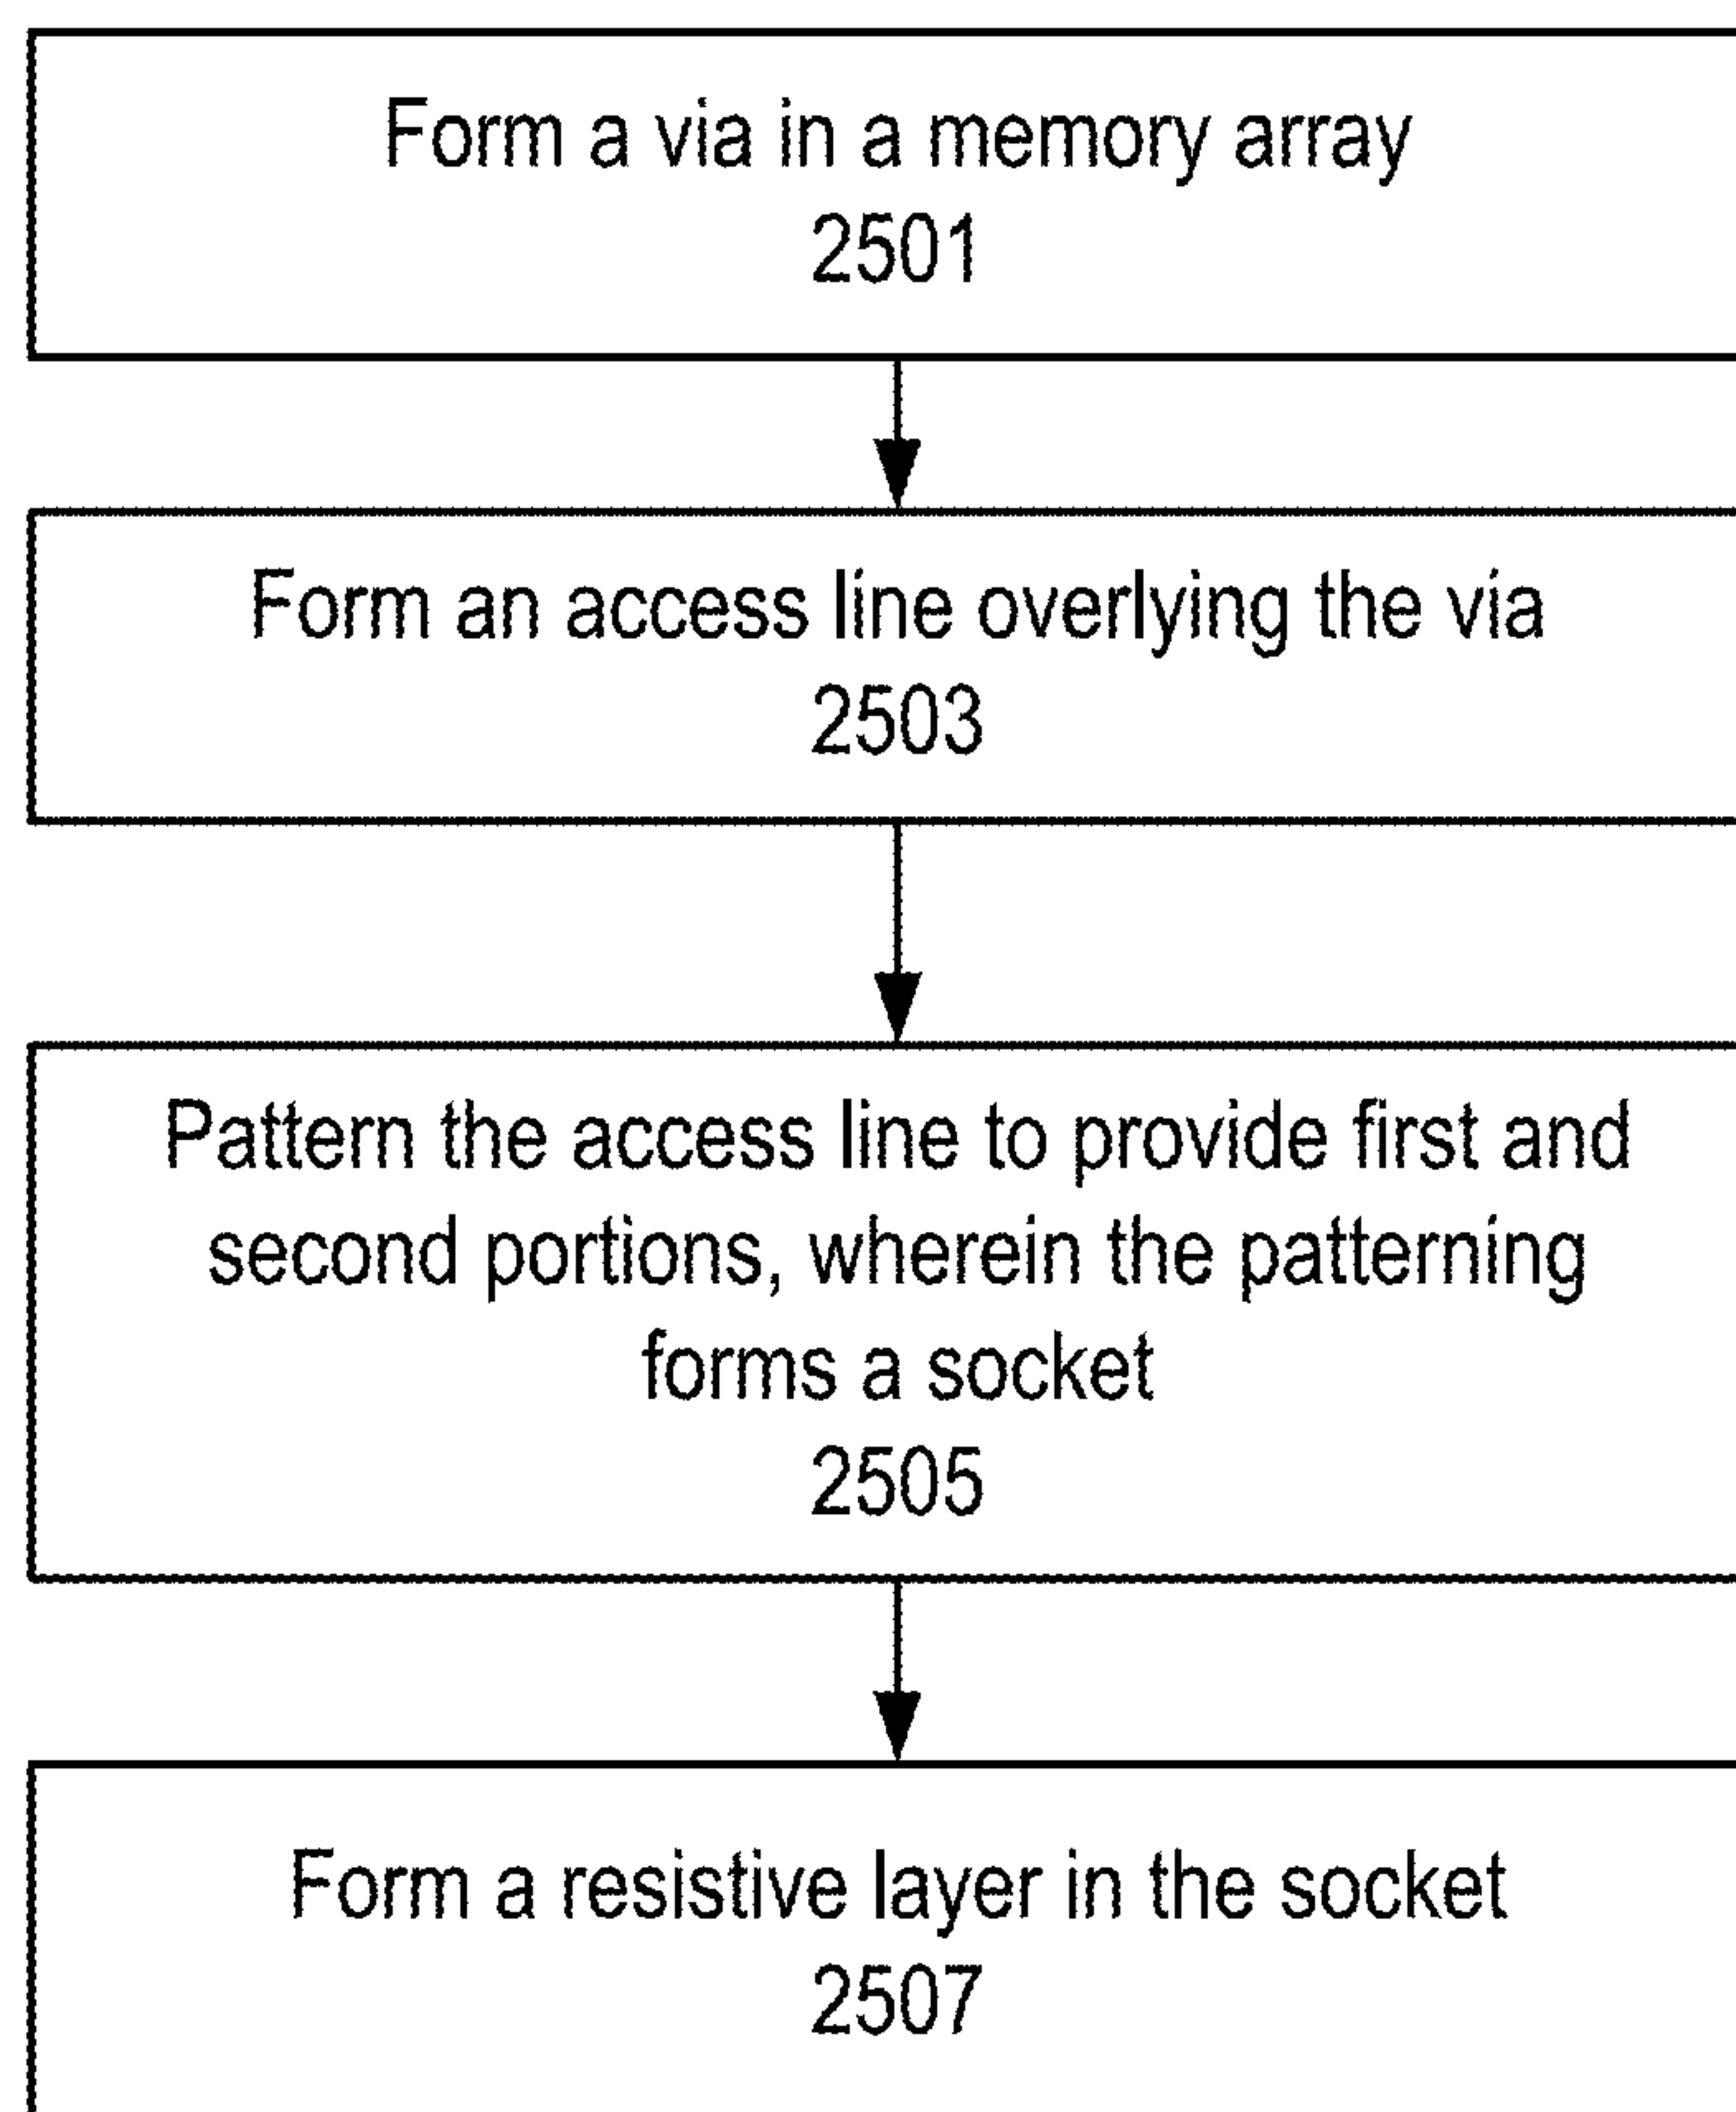 Form a via in a memory array
2501
Form an access line overlying the via
2503
Pattern the access line to provide first and
second portions, wherein the patterning
forms a socket
2505
Form a resistive layer in the socket
2507